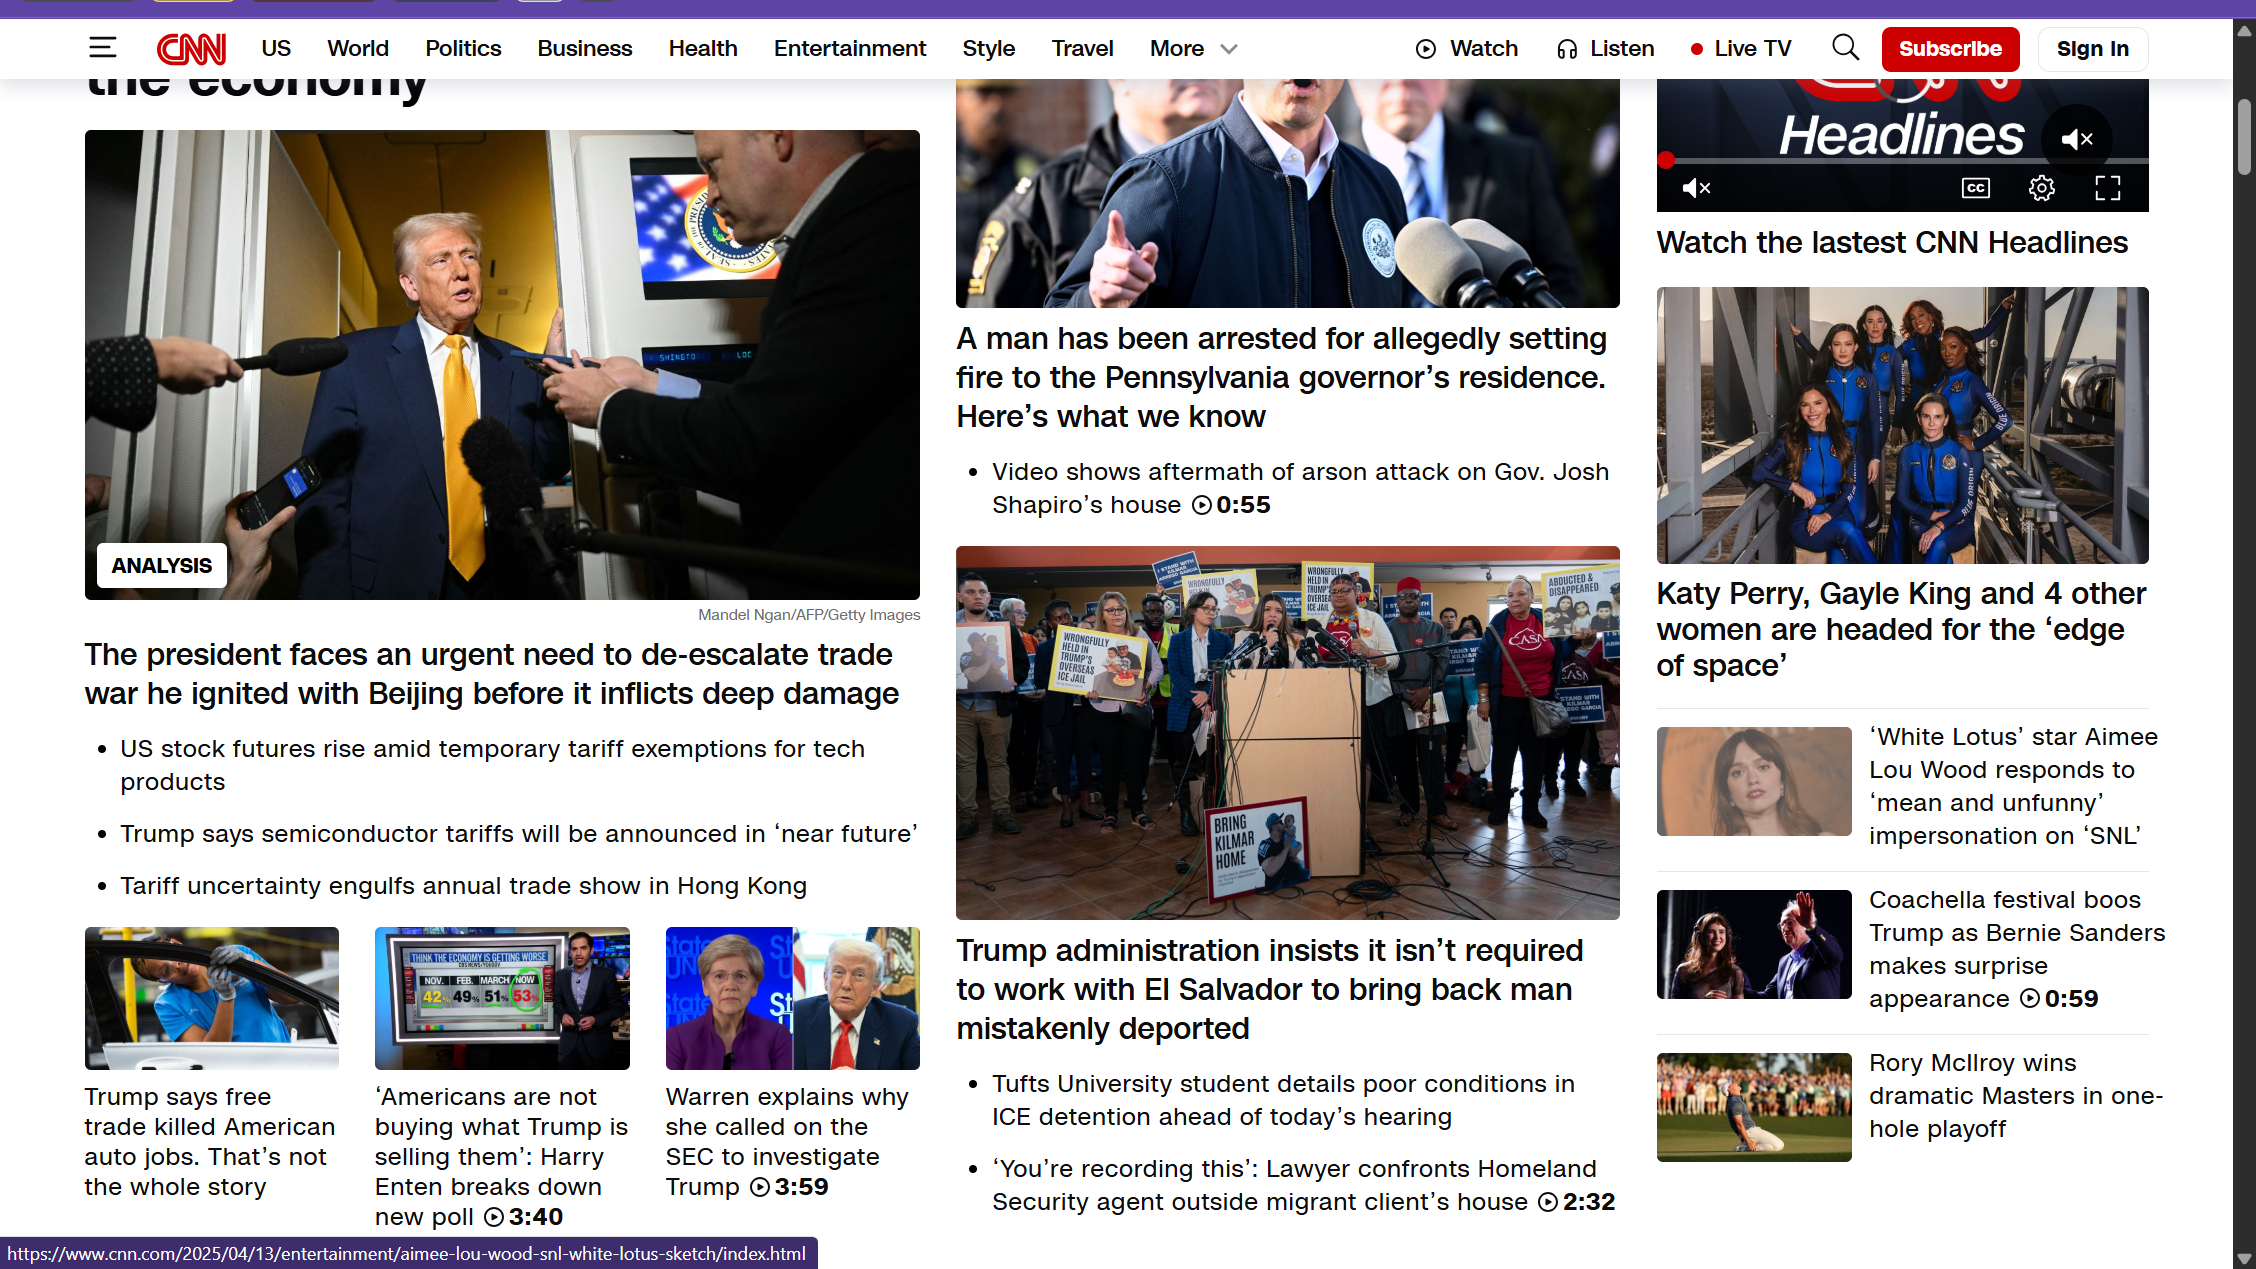 CNN
US
World
Politics
Business
Health
Entertainment
Style
Travel
More
Watch
Listen
Live TV
Subscribe
Sign in
the economy
ANALYSIS
Mandel Ngan/AFP/Getty Images
The president faces an urgent need to de-escalate trade
war he ignited with Beijing before it inflicts deep damage
US stock futures rise amid temporary tariff exemptions for tech
products
Trump says semiconductor tariffs will be announced in ‘near future’
Tariff uncertainty engulfs annual trade show in Hong Kong
THINK THE ECONOMY IS GETTING WORSE
CBS NEWS/YOUGOV
NOV. FEB. MARCH NOW
42% 49% 51% 53%
Trump says free
trade killed American
auto jobs. That’s not
the whole story
‘Americans are not
buying what Trump is
selling them’: Harry
Enten breaks down
new poll 3:40
Warren explains why
she called on the
SEC to investigate
Trump 3:59
A man has been arrested for allegedly setting
fire to the Pennsylvania governor’s residence.
Here’s what we know
Video shows aftermath of arson attack on Gov. Josh
Shapiro’s house 0:55
I STAND WITH
KILMAR
ABREGO GARCIA
WRONGFULLY
HELD IN
TRUMP'S
OVERSEAS
ICE JAIL
ABDUCTED &
DISAPPEARED
CASA
STAND WITH
KILMAR
BRING
KILMAR
HOME
Trump administration insists it isn’t required
to work with El Salvador to bring back man
mistakenly deported
Tufts University student details poor conditions in
ICE detention ahead of today’s hearing
‘You’re recording this’: Lawyer confronts Homeland
Security agent outside migrant client’s house 2:32
Headlines
CC
Watch the lastest CNN Headlines
BLUE ORIGIN
Katy Perry, Gayle King and 4 other
women are headed for the ‘edge
of space’
‘White Lotus’ star Aimee
Lou Wood responds to
‘mean and unfunny’
impersonation on ‘SNL’
Coachella festival boos
Trump as Bernie Sanders
makes surprise
appearance 0:59
Rory McIlroy wins
dramatic Masters in one-
hole playoff
https://www.cnn.com/2025/04/13/entertainment/aimee-lou-wood-snl-white-lotus-sketch/index.html